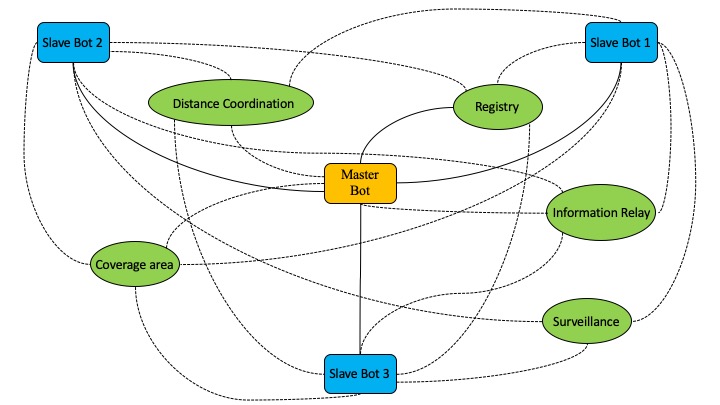 Slave Bot 2
Slave Bot 1
Distance Coordination
Registry
Master
Bot
Information Relay
Coverage area
Surveillance
Slave Bot 3